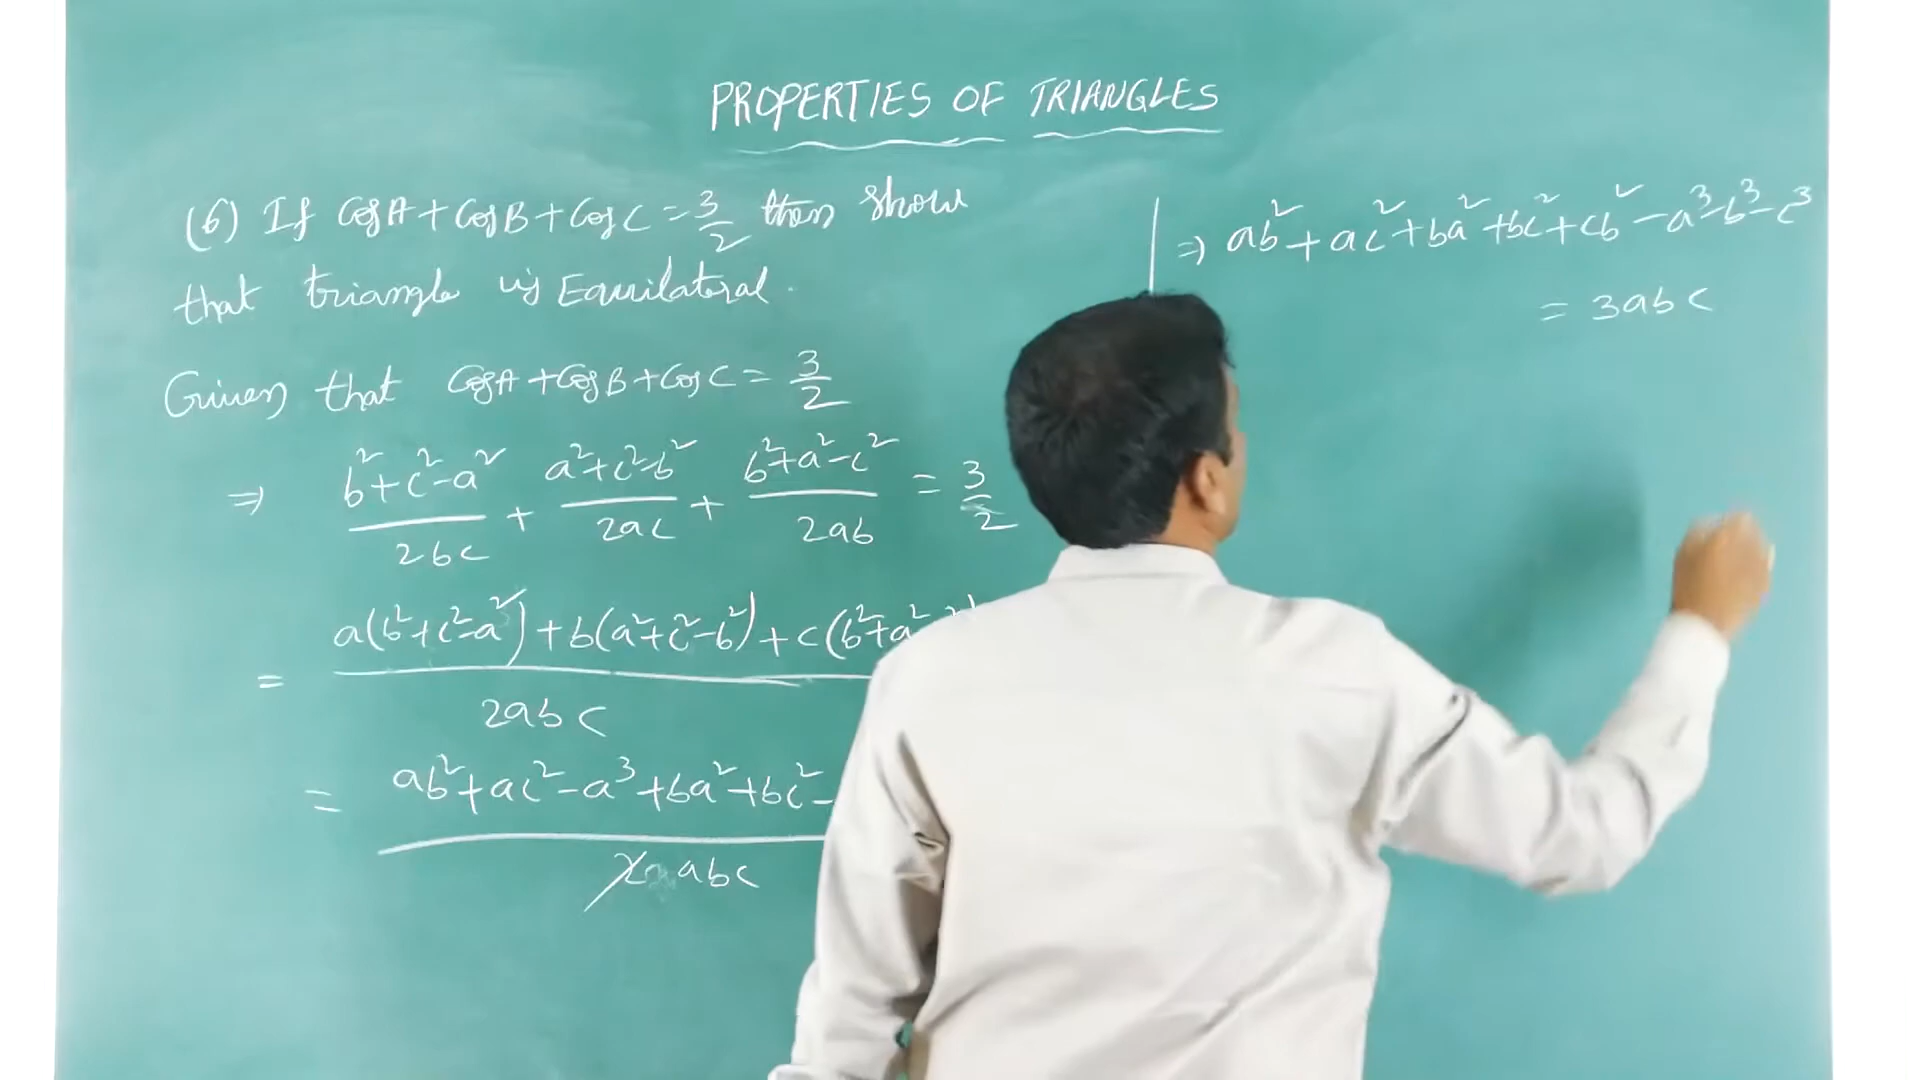 PROPERTIES OF TRIANGLES
(6) If CosA + CosB + CosC = 3/2 then show
that triangle is Equilateral.
Given that CosA + CosB + CosC = 3/2
⇒ (b²+c²-a²)/2bc + (a²+c²-b²)/2ac + (b²+a²-c²)/2ab = 3/2
= a(b²+c²-a²)+b(a²+c²-b²)+c(b²+a²
2abc
= ab²+ac²-a³+ba²+bc²-
2abc
⇒ ab²+ac²+ba²+bc²+cb²-a³-b³-c³
= 3abc